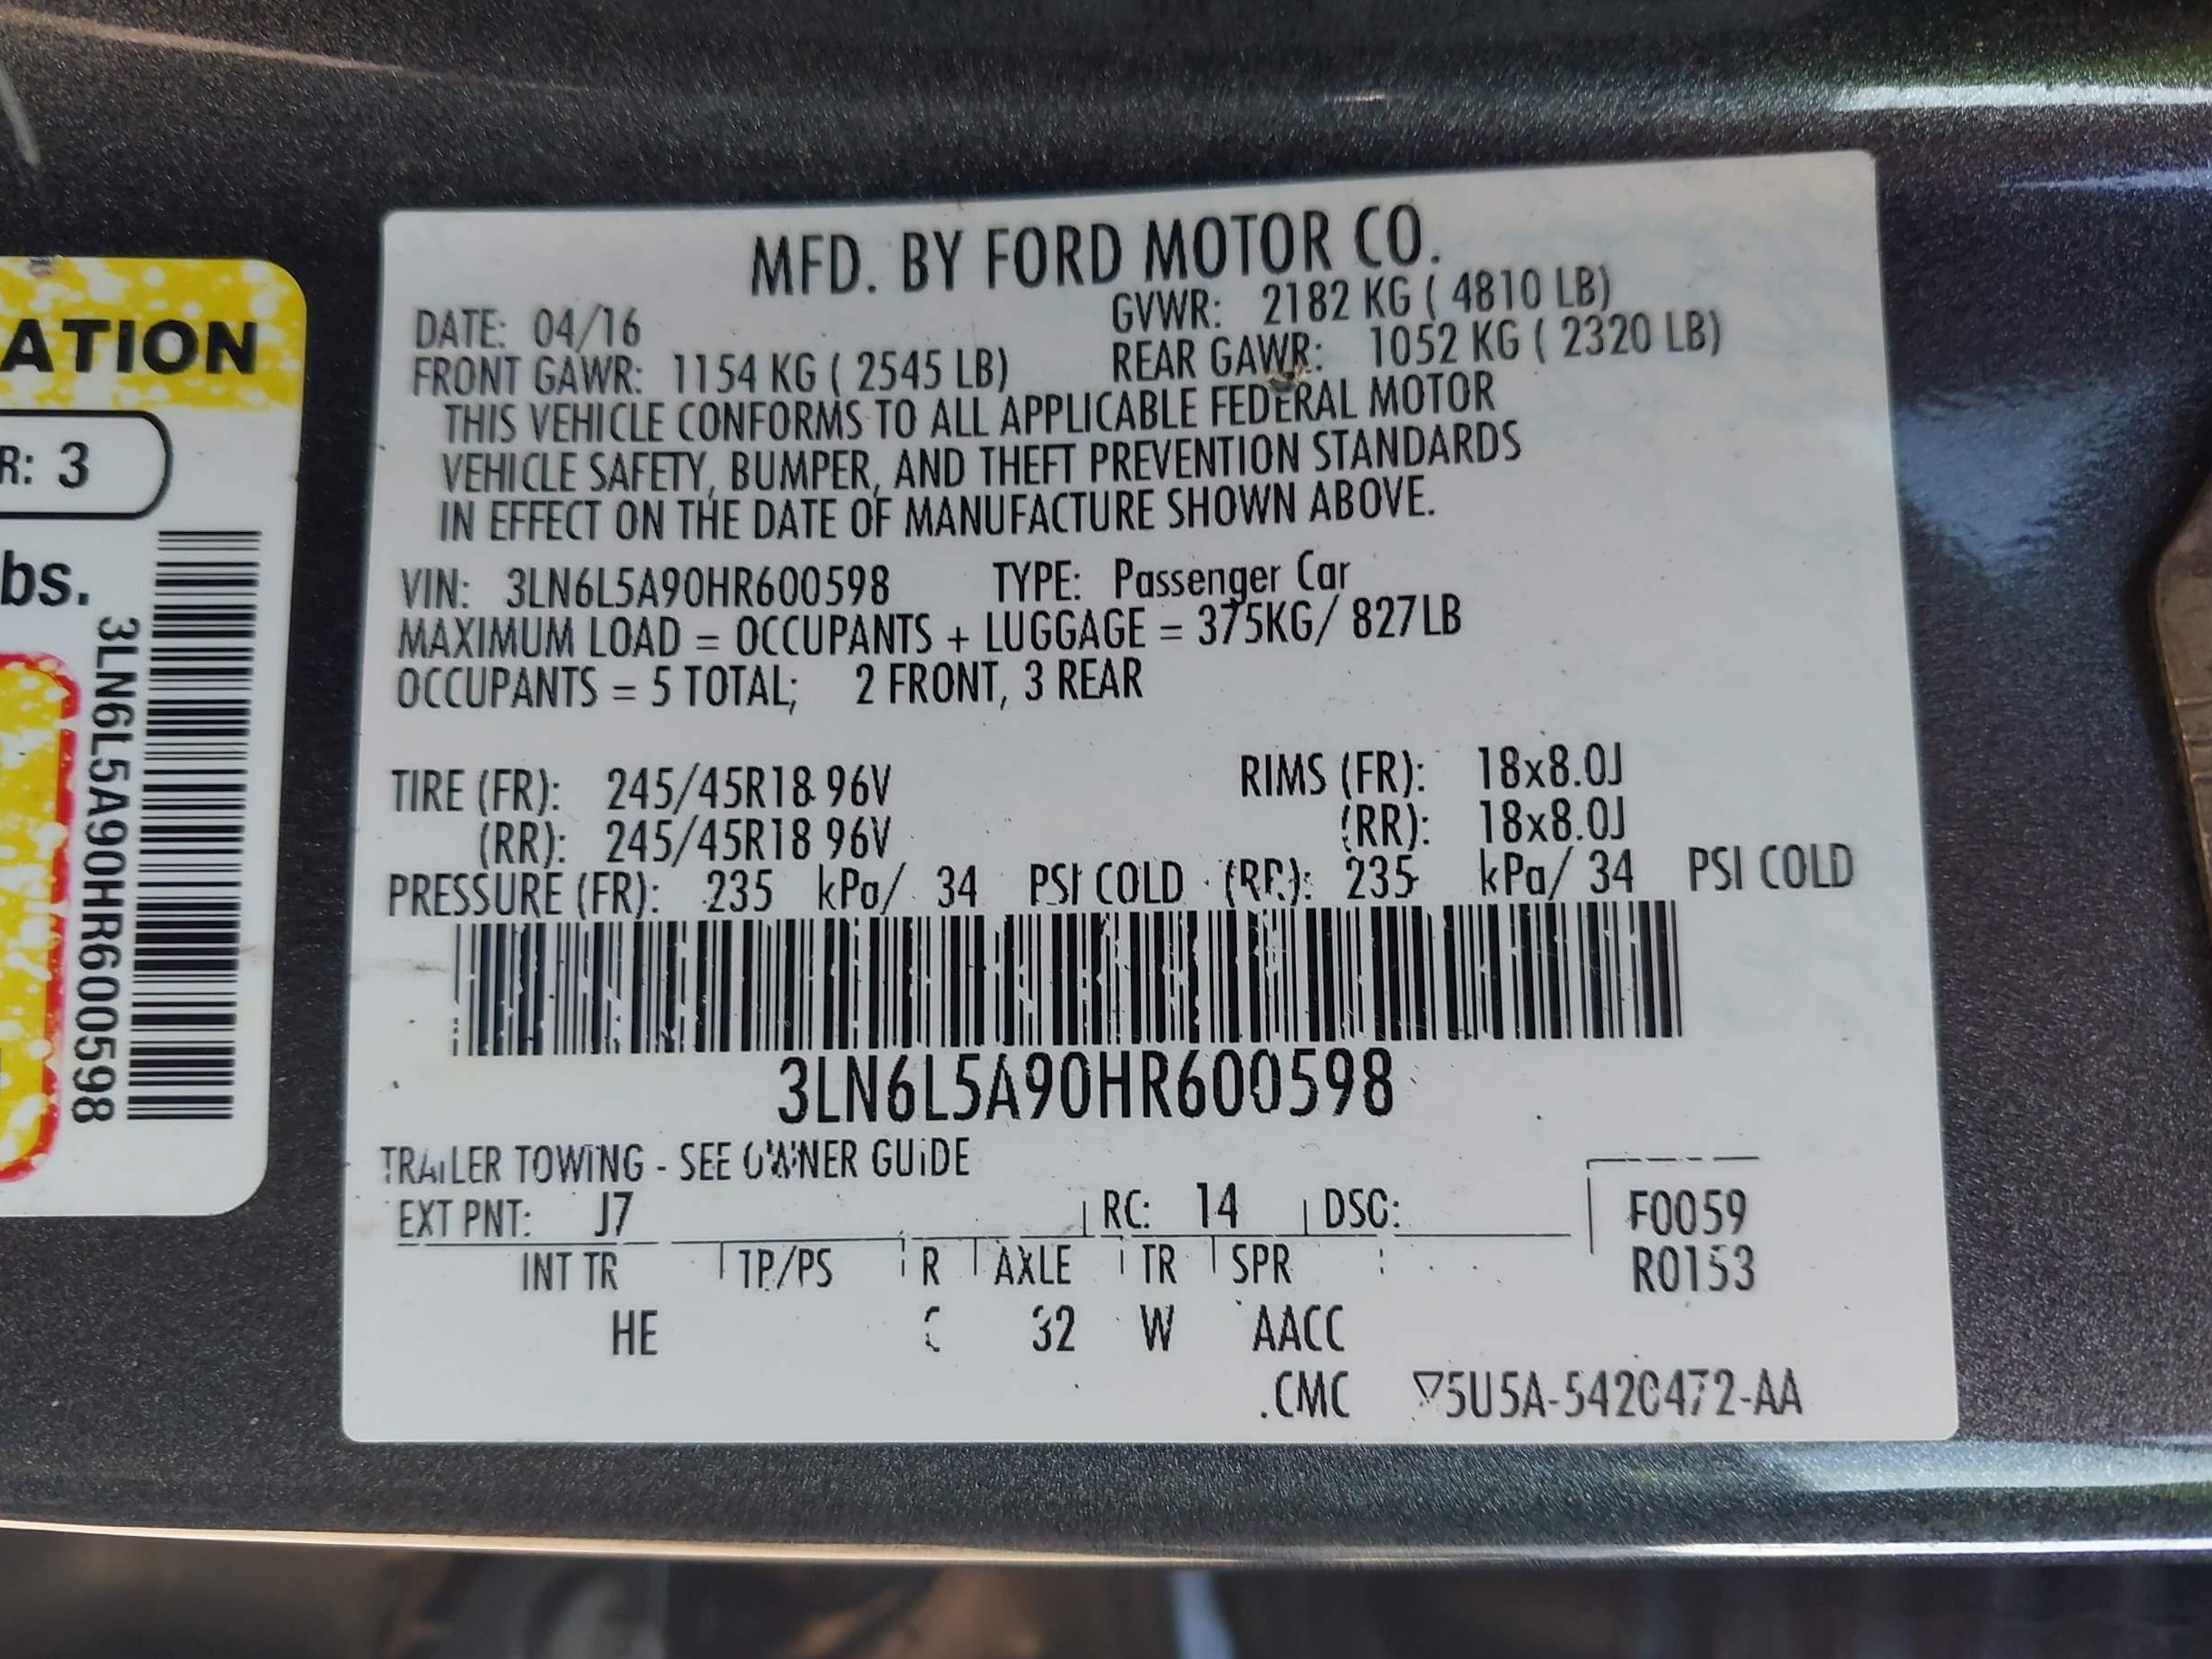 MFD. BY FORD MOTOR CO.
DATE: 04/16 GVWR: 2182 KG ( 4810 LB)
FRONT GAWR: 1154 KG ( 2545 LB) REAR GAWR: 1052 KG ( 2320 LB)
THIS VEHICLE CONFORMS TO ALL APPLICABLE FEDERAL MOTOR
VEHICLE SAFETY, BUMPER, AND THEFT PREVENTION STANDARDS
IN EFFECT ON THE DATE OF MANUFACTURE SHOWN ABOVE.
VIN: 3LN6L5A90HR600598 TYPE: Passenger Car
MAXIMUM LOAD = OCCUPANTS + LUGGAGE = 375KG/ 827LB
OCCUPANTS = 5 TOTAL; 2 FRONT, 3 REAR
TIRE (FR): 245/45R18 96V RIMS (FR): 18x8.0J
(RR): 245/45R18 96V (RR): 18x8.0J
PRESSURE (FR): 235 kPa/ 34 PSI COLD (RR): 235 kPa/ 34 PSI COLD
3LN6L5A90HR600598
TRAILER TOWING - SEE OWNER GUIDE
EXT PNT: J7 RC: 14 DSO:
F0059
R0153
INT TR TP/PS R AXLE TR SPR
HE 32 W AACC
.CMC ▽5U5A-5420472-AA
ATION
R: 3
bs.
3LN6L5A90HR600598